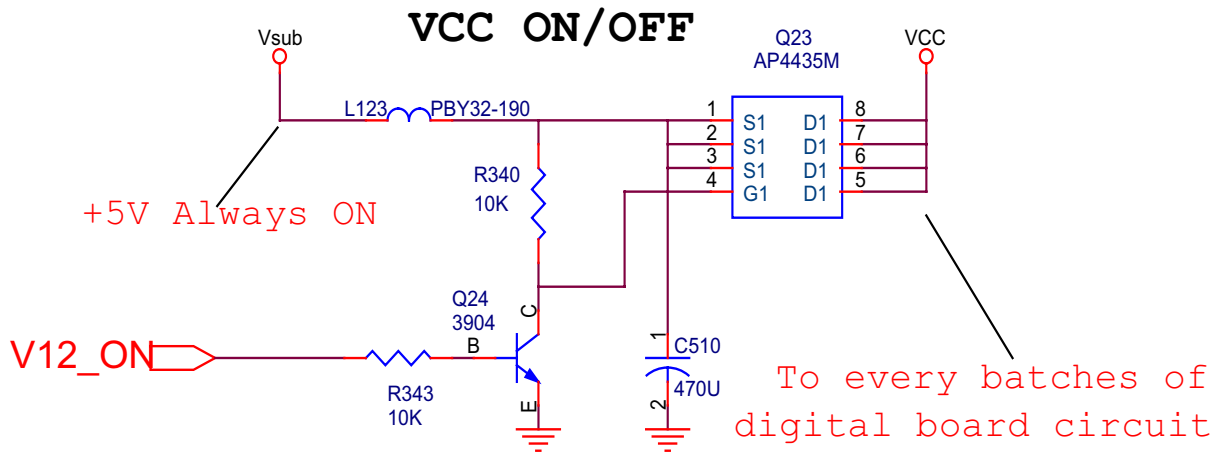 VCC ON/OFF
Vsub
Q23
AP4435M
VCC
L123
PBY32-190
1
2
3
4
S1
S1
S1
G1
D1
D1
D1
D1
8
7
6
5
R340
10K
+5V Always ON
Q24
3904
C
B
E
V12_ON
R343
10K
1
C510
470U
2
To every batches of
digital board circuit